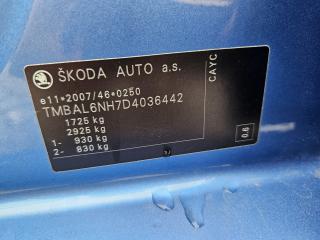 ŠKODA AUTO a.s.
CAYC
e11*2007/46*0250
TMBAL6NH7D4036442
1725 kg
2925 kg
1- 930 kg
2- 830 kg
0.6